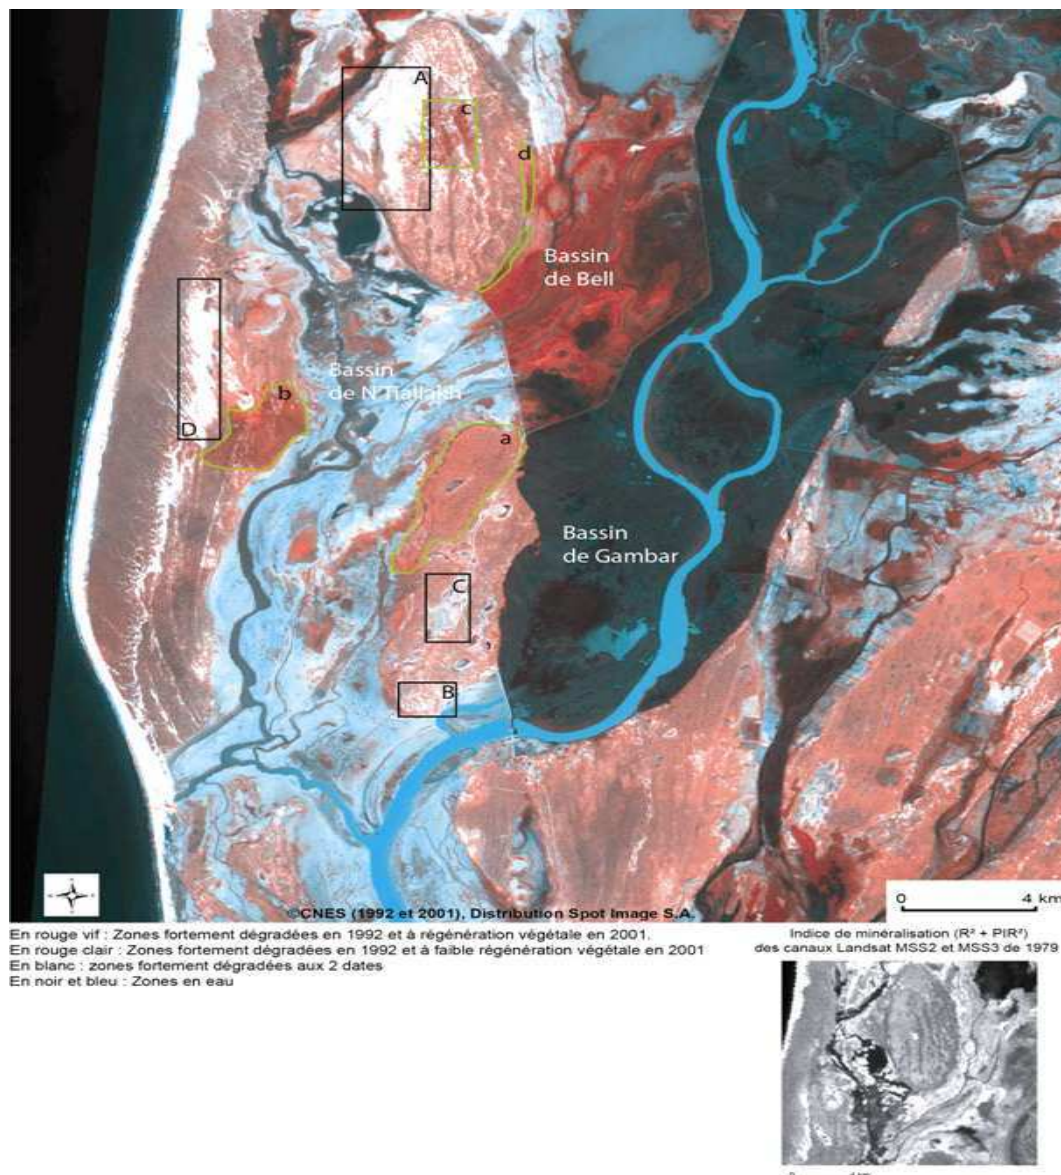 A
c
d
Bassin
de Bell
D
b
Bassin
de N'Tiallakh
a
Bassin
de Gambar
C
B
0 4 km
©CNES (1992 et 2001), Distribution Spot Image S.A.
En rouge vif : Zones fortement dégradées en 1992 et à régénération végétale en 2001.
En rouge clair : Zones fortement dégradées en 1992 et à faible régénération végétale en 2001
En blanc : zones fortement dégradées aux 2 dates
En noir et bleu : Zones en eau
Indice de minéralisation (R² + PIR²)
des canaux Landsat MSS2 et MSS3 de 1979